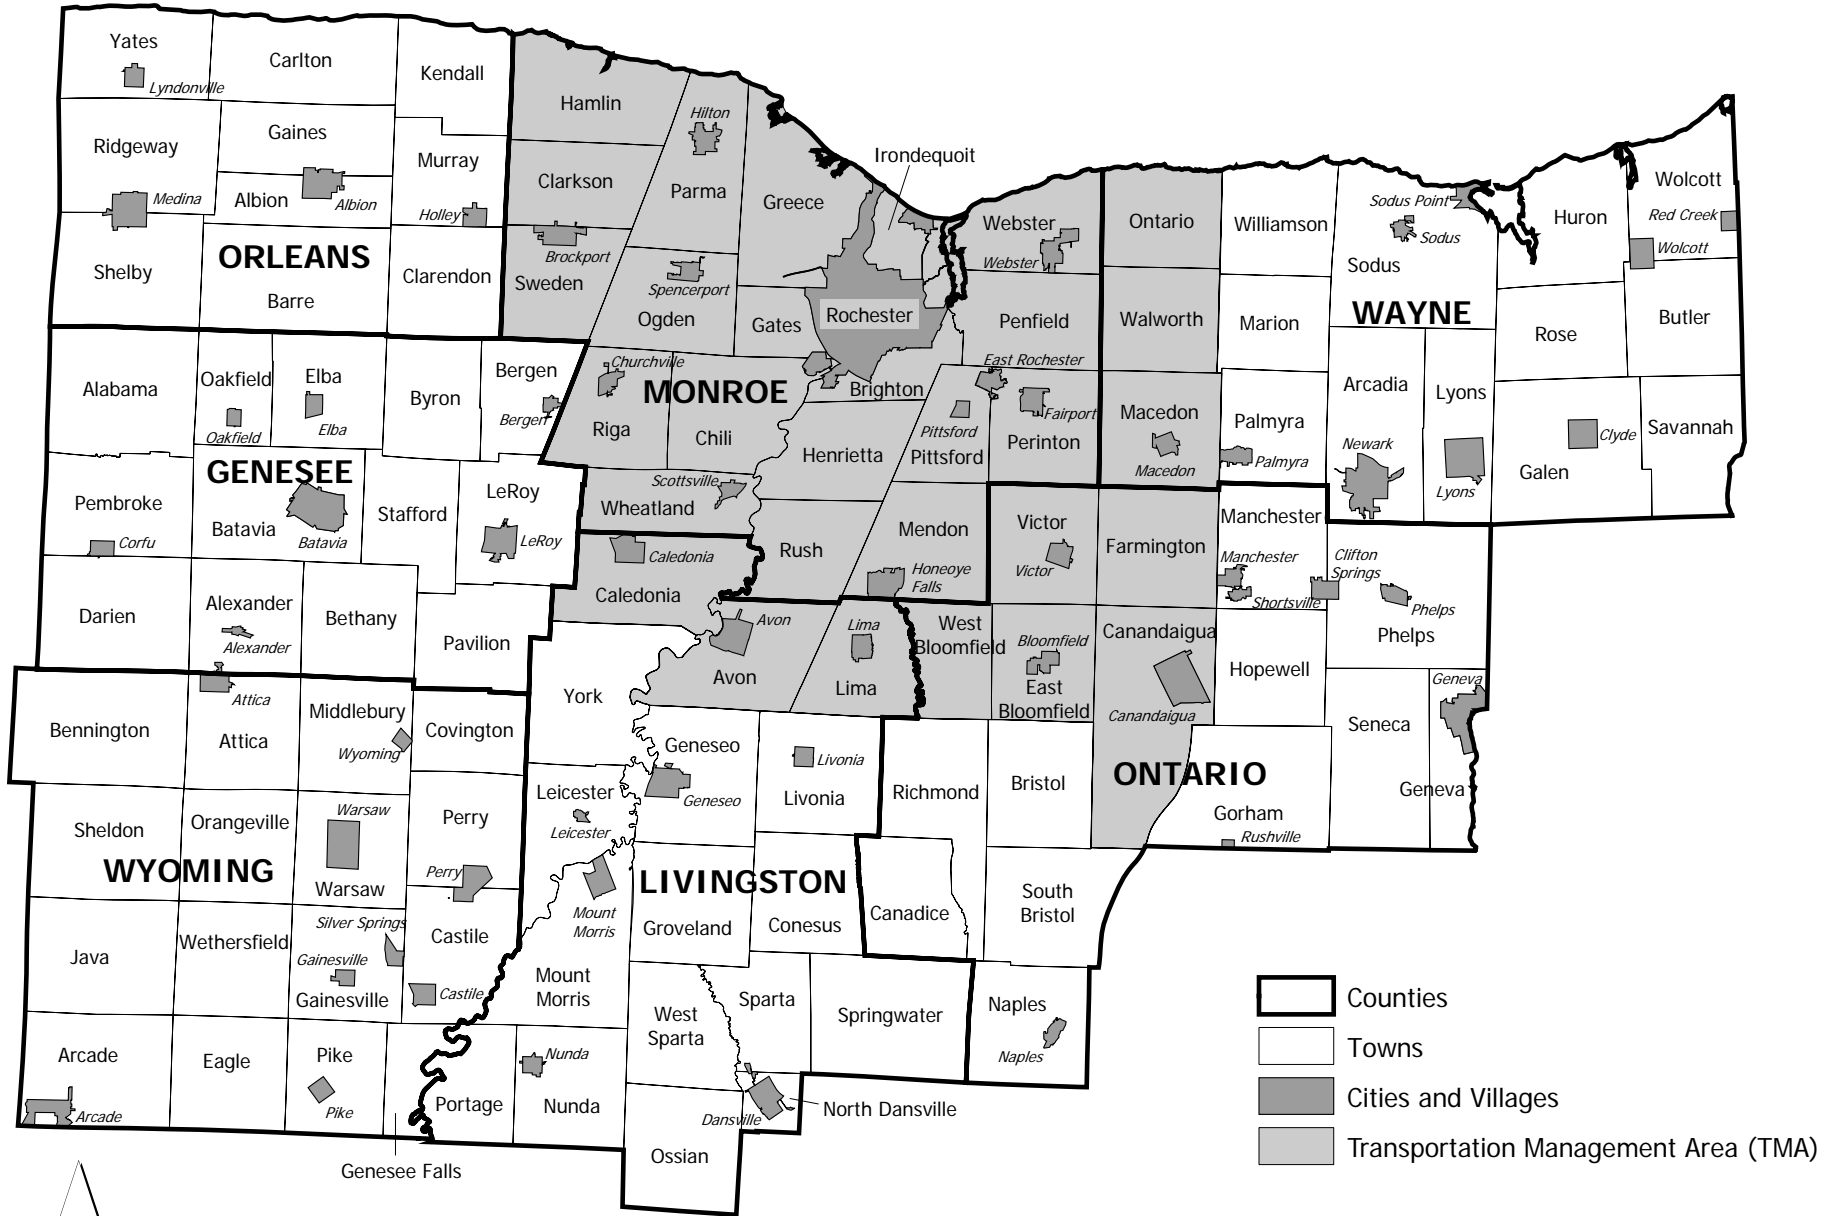 Yates
Lyndonville
Carlton
Kendall
Ridgeway
Gaines
Murray
Medina
Albion
Albion
Holley
Shelby
ORLEANS
Barre
Clarendon
Hamlin
Hilton
Clarkson
Parma
Greece
Irondequoit
Brockport
Sweden
Spencerport
Ogden
Gates
Rochester
Webster
Webster
Penfield
East Rochester
Churchville
MONROE
Brighton
Riga
Chili
Henrietta
Pittsford
Pittsford
Fairport
Perinton
Scottsville
Wheatland
Rush
Mendon
Honeoye
Falls
Ontario
Williamson
Sodus Point
Sodus
Sodus
Huron
Wolcott
Red Creek
Wolcott
Walworth
Marion
WAYNE
Rose
Butler
Macedon
Macedon
Palmyra
Palmyra
Arcadia
Newark
Lyons
Lyons
Clyde
Galen
Savannah
Alabama
Oakfield
Oakfield
Elba
Elba
Byron
Bergen
Bergen
GENESEE
Pembroke
Corfu
Batavia
Batavia
Stafford
LeRoy
LeRoy
Darien
Alexander
Alexander
Bethany
Pavilion
Caledonia
Caledonia
Avon
Avon
Lima
Lima
West
Bloomfield
Bloomfield
East
Bloomfield
Victor
Victor
Farmington
Manchester
Manchester
Shortsville
Clifton
Springs
Phelps
Phelps
Canandaigua
Canandaigua
Hopewell
Seneca
Geneva
Geneva
ONTARIO
Gorham
Rushville
Bennington
Attica
Attica
Middlebury
Wyoming
Covington
York
Geneseo
Geneseo
Livonia
Livonia
Richmond
Bristol
Sheldon
Orangeville
Warsaw
Warsaw
Perry
Perry
Leicester
Leicester
WYOMING
LIVINGSTON
Mount
Morris
Groveland
Conesus
Canadice
South
Bristol
Java
Wethersfield
Silver Springs
Gainesville
Gainesville
Castile
Castile
Mount
Morris
West
Sparta
Sparta
Springwater
Naples
Naples
Arcade
Arcade
Eagle
Pike
Pike
Portage
Nunda
Nunda
Dansville
North Dansville
Genesee Falls
Ossian
Counties
Towns
Cities and Villages
Transportation Management Area (TMA)